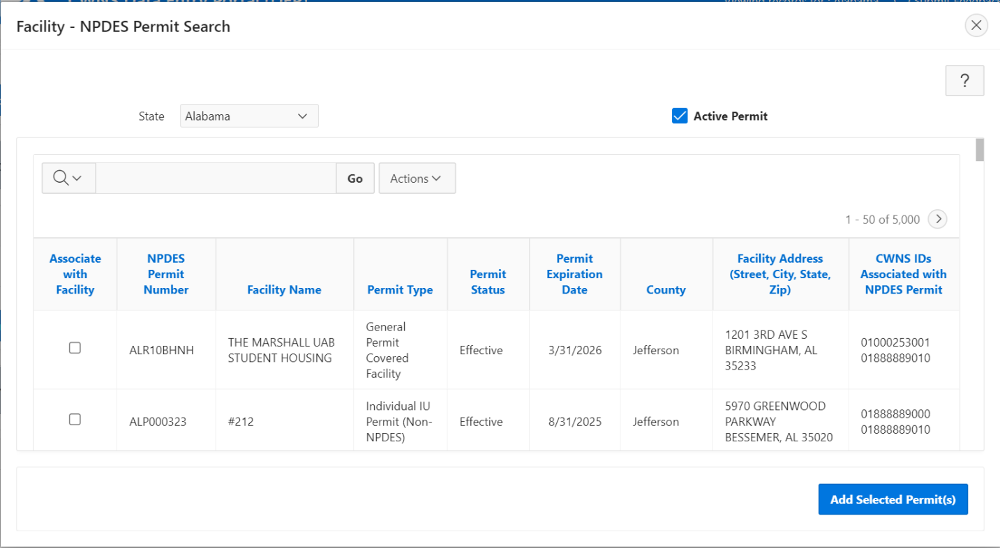 Facility - NPDES Permit Search
?
State
Alabama
Active Permit
Go
Actions
1 - 50 of 5,000
Associate
with
Facility
NPDES
Permit
Number
Facility Name
Permit Type
Permit
Status
Permit
Expiration
Date
County
Facility Address
(Street, City, State,
Zip)
CWNS IDs
Associated with
NPDES Permit
ALR10BHNH
THE MARSHALL UAB
STUDENT HOUSING
General
Permit
Covered
Facility
Effective
3/31/2026
Jefferson
1201 3RD AVE S
BIRMINGHAM, AL
35233
01000253001
01888889010
ALP000323
#212
Individual IU
Permit (Non-
NPDES)
Effective
8/31/2025
Jefferson
5970 GREENWOOD
PARKWAY
BESSEMER, AL 35020
01888889000
01888889010
Add Selected Permit(s)